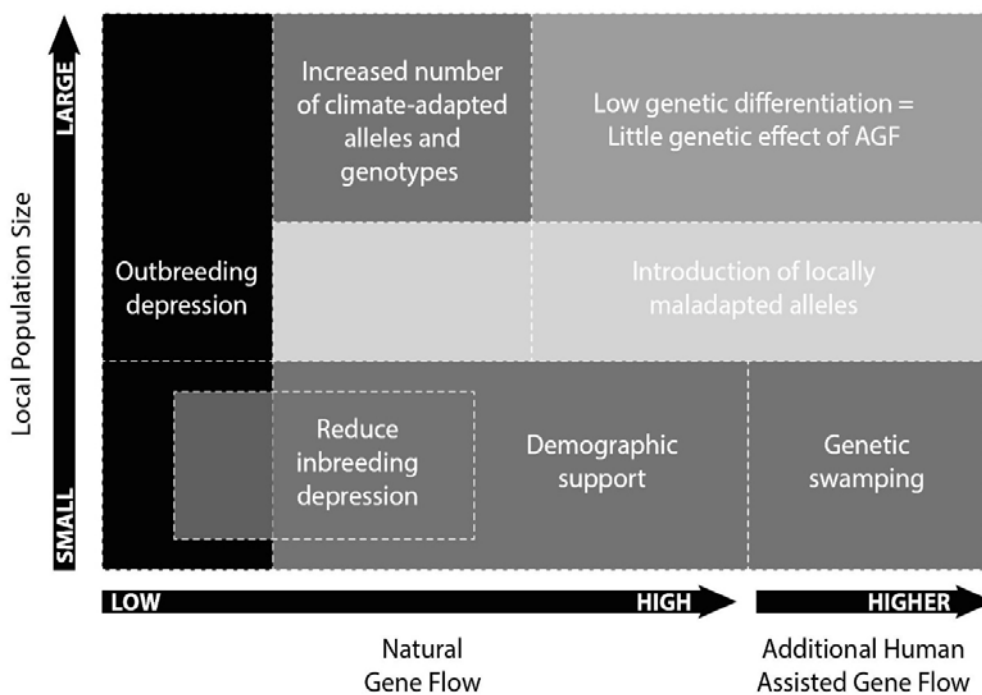 LARGE
Local Population Size
SMALL
Increased number
of climate-adapted
alleles and
genotypes
Low genetic differentiation =
Little genetic effect of AGF
Outbreeding
depression
Introduction of locally
maladapted alleles
Reduce
inbreeding
depression
Demographic
support
Genetic
swamping
LOW
HIGH
HIGHER
Natural
Gene Flow
Additional Human
Assisted Gene Flow